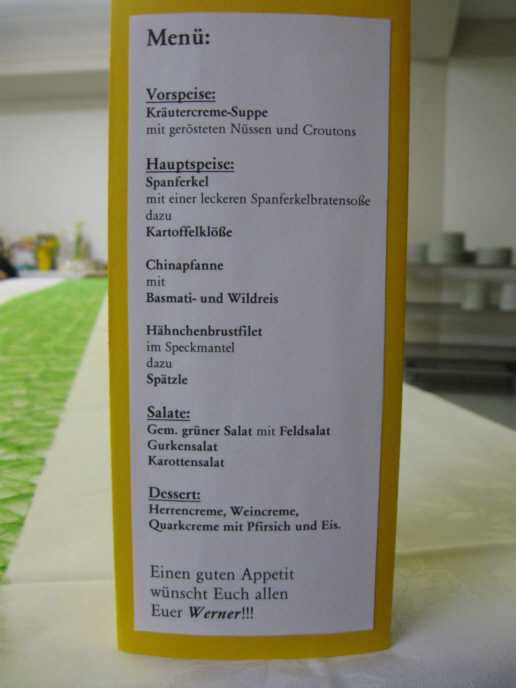 Menü:
Vorspeise:
Kräutercreme-Suppe
mit gerösteten Nüssen und Croutons
Hauptspeise:
Spanferkel
mit einer leckeren Spanferkelbratensoße
dazu
Kartoffelklöße
Chinapfanne
mit
Basmati- und Wildreis
Hähnchenbrustfilet
im Speckmantel
dazu
Spätzle
Salate:
Gem. grüner Salat mit Feldsalat
Gurkensalat
Karottensalat
Dessert:
Herrencreme, Weincreme,
Quarkcreme mit Pfirsich und Eis.
Einen guten Appetit
wünscht Euch allen
Euer Werner!!!